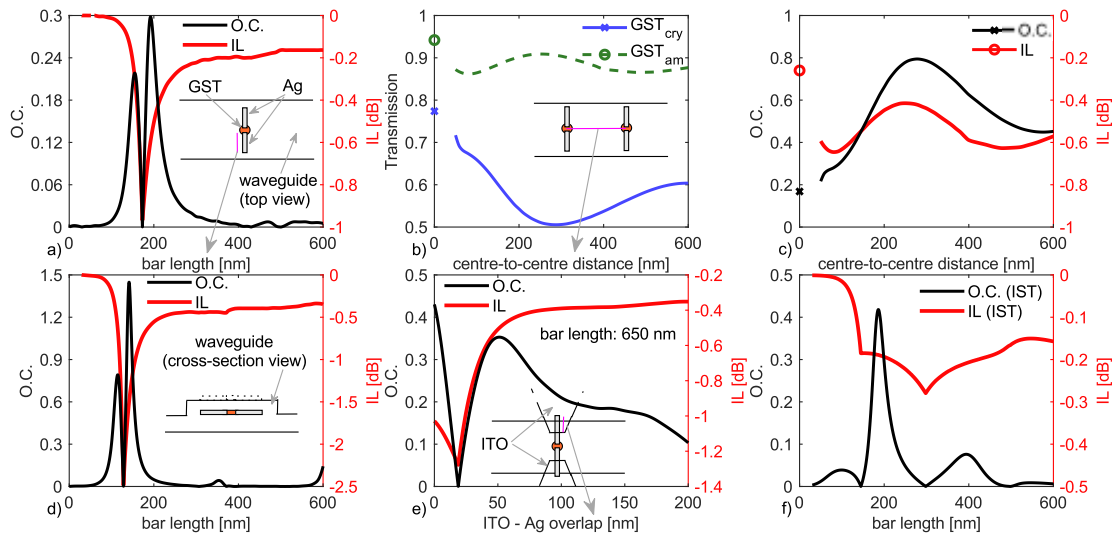 0.3
0.24
0.18
0.12
0.06
0
O.C.
0
-0.2
-0.4
-0.6
-0.8
-1
IL [dB]
O.C.
IL
GST
Ag
waveguide
(top view)
0
200
400
600
a)
bar length [nm]
1
0.9
0.8
0.7
0.6
0.5
Transmission
GSTcry
GSTam
0
200
400
600
b)
centre-to-centre distance [nm]
1
0.8
0.6
0.4
0.2
0
O.C.
0
-0.2
-0.4
-0.6
-0.8
-1
IL [dB]
O.C.
IL
0
200
400
600
c)
centre-to-centre distance [nm]
1.5
1.2
0.9
0.6
0.3
0
O.C.
0
-0.5
-1
-1.5
-2
-2.5
IL [dB]
O.C.
IL
waveguide
(cross-section view)
0
200
400
600
d)
bar length [nm]
0.5
0.4
0.3
0.2
0.1
0
O.C.
-0.2
-0.4
-0.6
-0.8
-1
-1.2
-1.4
IL [dB]
O.C.
IL
bar length: 650 nm
ITO
0
50
100
150
200
e)
ITO - Ag overlap [nm]
0.5
0.4
0.3
0.2
0.1
0
O.C.
0
-0.1
-0.2
-0.3
-0.4
-0.5
IL [dB]
O.C. (IST)
IL (IST)
0
200
400
600
f)
bar length [nm]